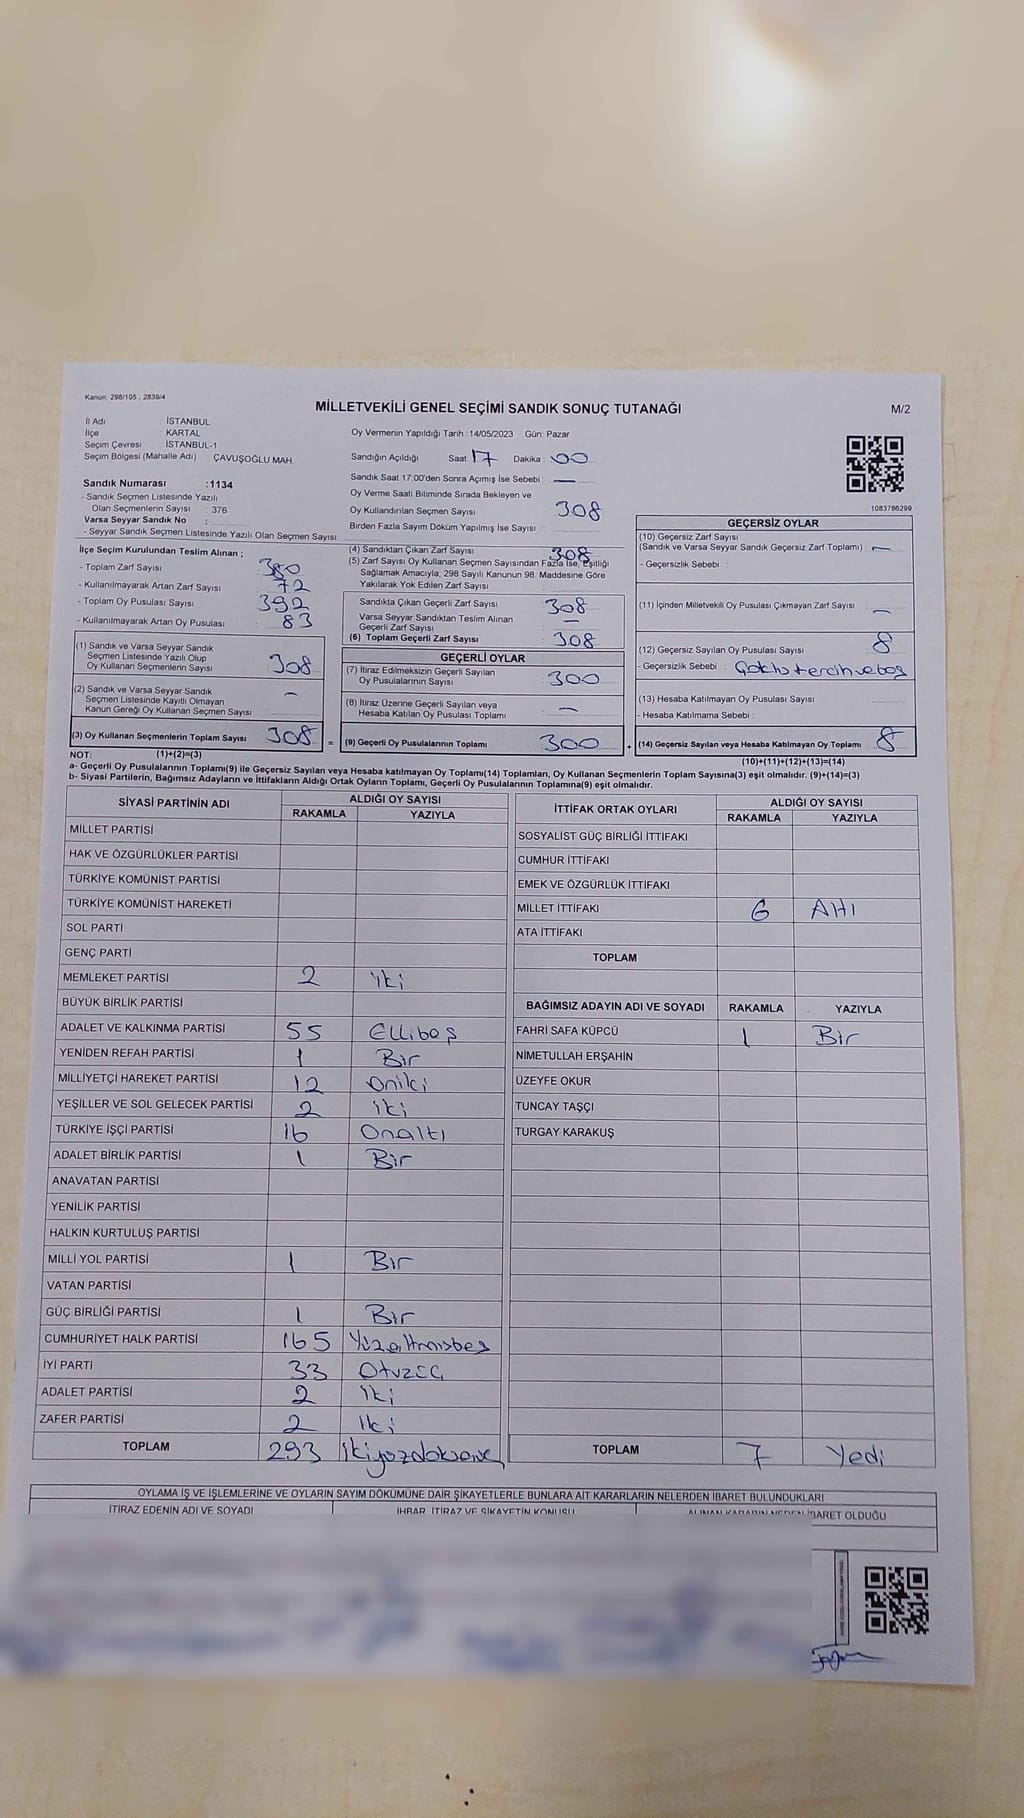 Kanun: 298/105 , 2839/4
MİLLETVEKİLİ GENEL SEÇİMİ SANDIK SONUÇ TUTANAĞI
M/2
İl Adı : İSTANBUL
İlçe : KARTAL
Seçim Çevresi : İSTANBUL-1
Seçim Bölgesi (Mahalle Adı) : ÇAVUŞOĞLU MAH.
Sandık Numarası :1134
- Sandık Seçmen Listesinde Yazılı
Olan Seçmenlerin Sayısı : 376
Varsa Seyyar Sandık No :
- Seyyar Sandık Seçmen Listesinde Yazılı Olan Seçmen Sayısı
Oy Vermenin Yapıldığı Tarih :14/05/2023 Gün: Pazar
Sandığın Açıldığı Saat: 17 Dakika: 00
Sandık Saat 17.00'den Sonra Açımış İse Sebebi : —
Oy Verme Saati Bitiminde Sırada Bekleyen ve
Oy Kullandırılan Seçmen Sayısı 308
Birden Fazla Sayım Döküm Yapılmış İse Sayısı :
1083786299
İlçe Seçim Kurulundan Teslim Alınan ;
- Toplam Zarf Sayısı : 380
- Kullanılmayarak Artan Zarf Sayısı : 72
- Toplam Oy Pusulası Sayısı : 392
- Kullanılmayarak Artan Oy Pusulası : 83
(1) Sandık ve Varsa Seyyar Sandık
Seçmen Listesinde Yazılı Olup
Oy Kullanan Seçmenlerin Sayısı : 308
(2) Sandık ve Varsa Seyyar Sandık
Seçmen Listesinde Kayıtlı Olmayan
Kanun Gereği Oy Kullanan Seçmen Sayısı : —
(3) Oy Kullanan Seçmenlerin Toplam Sayısı : 308
(1)+(2)=(3)
(4) Sandıktan Çıkan Zarf Sayısı 308
(5) Zarf Sayısı Oy Kullanan Seçmen Sayısından Fazla İse, Eşitliği
Sağlamak Amacıyla, 298 Sayılı Kanunun 98. Maddesine Göre
Yakılarak Yok Edilen Zarf Sayısı
Sandıkta Çıkan Geçerli Zarf Sayısı 308
Varsa Seyyar Sandıktan Teslim Alınan
Geçerli Zarf Sayısı —
(6) Toplam Geçerli Zarf Sayısı : 308
GEÇERLİ OYLAR
(7) İtiraz Edilmeksizin Geçerli Sayılan
Oy Pusulalarının Sayısı : 300
(8) İtiraz Üzerine Geçerli Sayılan veya
Hesaba Katılan Oy Pusulası Toplamı : —
= (9) Geçerli Oy Pusulalarının Toplamı : 300
GEÇERSİZ OYLAR
(10) Geçersiz Zarf Sayısı
(Sandık ve Varsa Seyyar Sandık Geçersiz Zarf Toplamı) : —
- Geçersizlik Sebebi :
(11) İçinden Milletvekili Oy Pusulası Çıkmayan Zarf Sayısı : —
(12) Geçersiz Sayılan Oy Pusulası Sayısı : 8
- Geçersizlik Sebebi : Çoklu tercih ve boş
(13) Hesaba Katılmayan Oy Pusulası Sayısı :
- Hesaba Katılmama Sebebi :
+ (14) Geçersiz Sayılan veya Hesaba Katılmayan Oy Toplamı : 8
(10)+(11)+(12)+(13)=(14)
NOT:
a- Geçerli Oy Pusulalarının Toplamı(9) ile Geçersiz Sayılan veya Hesaba katılmayan Oy Toplamı(14) Toplamları, Oy Kullanan Seçmenlerin Toplam Sayısına(3) eşit olmalıdır. (9)+(14)=(3)
b- Siyasi Partilerin, Bağımsız Adayların ve İttifakların Aldığı Ortak Oyların Toplamı, Geçerli Oy Pusulalarının Toplamına(9) eşit olmalıdır.
SİYASİ PARTİNİN ADI ALDIĞI OY SAYISI
RAKAMLA YAZIYLA
MİLLET PARTİSİ
HAK VE ÖZGÜRLÜKLER PARTİSİ
TÜRKİYE KOMÜNİST PARTİSİ
TÜRKİYE KOMÜNİST HAREKETİ
SOL PARTİ
GENÇ PARTİ
MEMLEKET PARTİSİ 2 iki
BÜYÜK BİRLİK PARTİSİ
ADALET VE KALKINMA PARTİSİ 55 Ellibeş
YENİDEN REFAH PARTİSİ 1 Bir
MİLLİYETÇİ HAREKET PARTİSİ 12 oniki
YEŞİLLER VE SOL GELECEK PARTİSİ 2 iki
TÜRKİYE İŞÇİ PARTİSİ 16 Onaltı
ADALET BİRLİK PARTİSİ 1 Bir
ANAVATAN PARTİSİ
YENİLİK PARTİSİ
HALKIN KURTULUŞ PARTİSİ
MİLLİ YOL PARTİSİ 1 Bir
VATAN PARTİSİ
GÜÇ BİRLİĞİ PARTİSİ 1 Bir
CUMHURİYET HALK PARTİSİ 165 Yüzaltmışbeş
İYİ PARTİ 33 Otuzüç
ADALET PARTİSİ 2 iki
ZAFER PARTİSİ 2 iki
TOPLAM 293
İTTİFAK ORTAK OYLARI ALDIĞI OY SAYISI
RAKAMLA YAZIYLA
SOSYALİST GÜÇ BİRLİĞİ İTTİFAKI
CUMHUR İTTİFAKI
EMEK VE ÖZGÜRLÜK İTTİFAKI
MİLLET İTTİFAKI 6 Altı
ATA İTTİFAKI
TOPLAM
BAĞIMSIZ ADAYIN ADI VE SOYADI RAKAMLA YAZIYLA
FAHRİ SAFA KÜPCÜ 1 Bir
NİMETULLAH ERŞAHİN
ÜZEYFE OKUR
TUNCAY TAŞÇI
TURGAY KARAKUŞ
TOPLAM 7 Yedi
OYLAMA İŞ VE İŞLEMLERİNE VE OYLARIN SAYIM DÖKÜMÜNE DAİR ŞİKAYETLERLE BUNLARA AİT KARARLARIN NELERDEN İBARET BULUNDUKLARI
İTİRAZ EDENİN ADI VE SOYADI İHBAR, İTİRAZ VE ŞİKAYETİN KONUSU ALINAN KARARIN NEDEN İBARET OLDUĞU